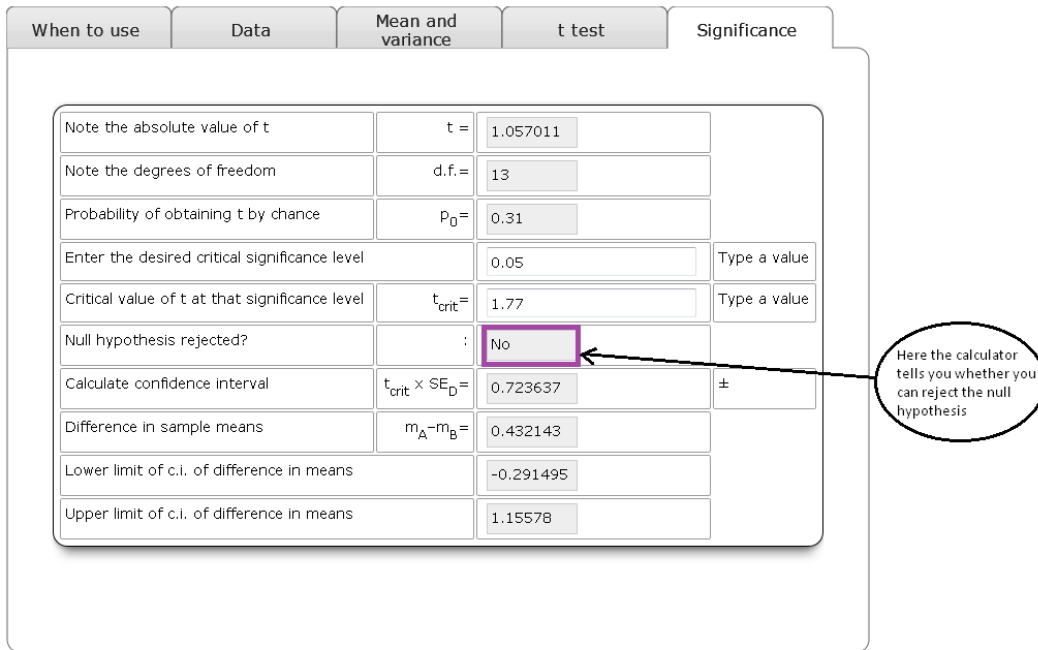 When to use
Data
Mean and
variance
t test
Significance
Note the absolute value of t t = 1.057011
Note the degrees of freedom d.f.= 13
Probability of obtaining t by chance p0= 0.31
Enter the desired critical significance level 0.05 Type a value
Critical value of t at that significance level tcrit= 1.77 Type a value
Null hypothesis rejected? : No
Calculate confidence interval tcrit × SED= 0.723637 ±
Difference in sample means mA-mB= 0.432143
Lower limit of c.i. of difference in means -0.291495
Upper limit of c.i. of difference in means 1.15578
Here the calculator
tells you whether you
can reject the null
hypothesis